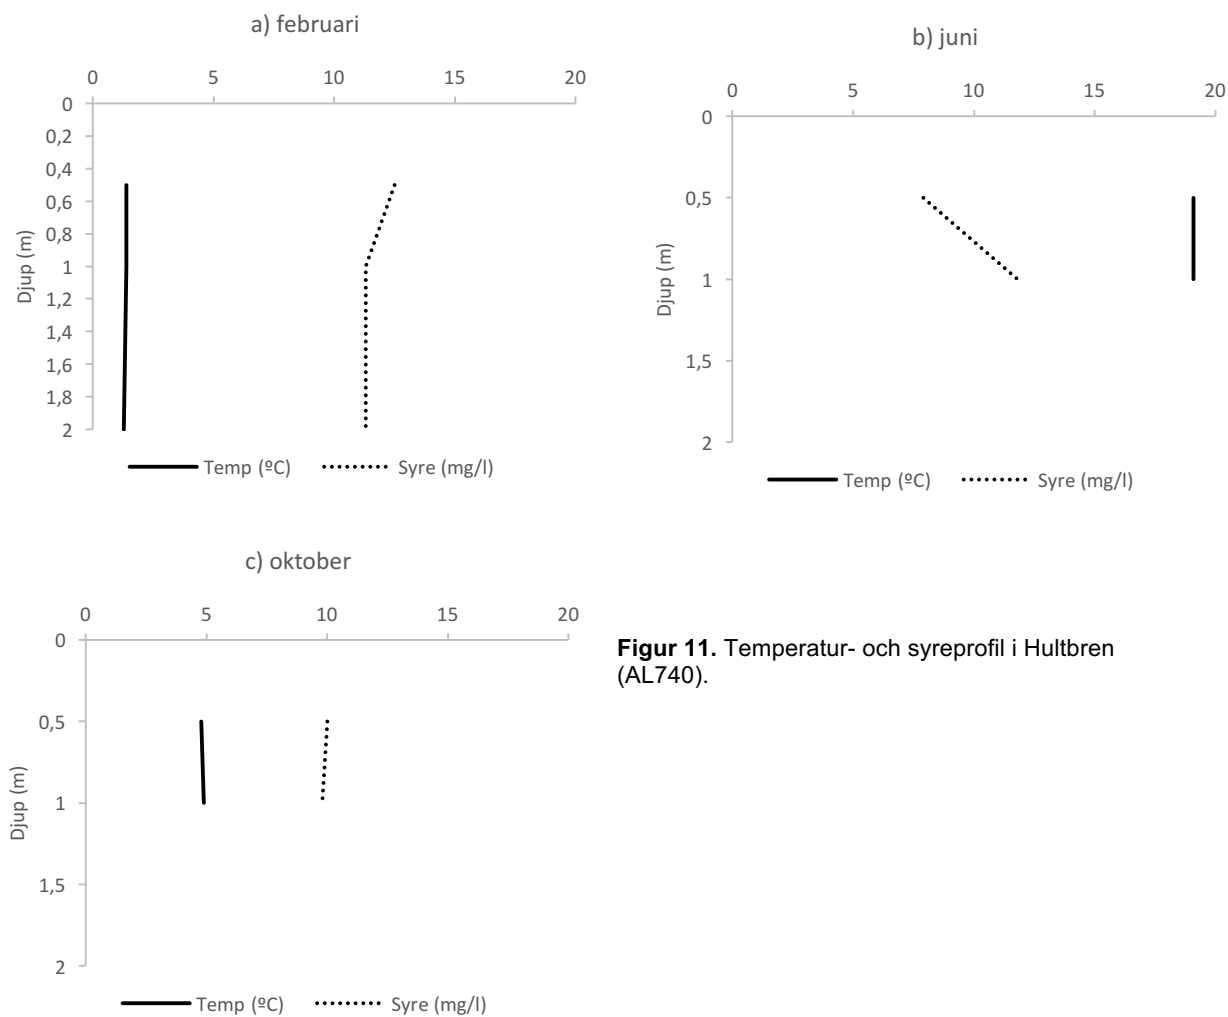 a) februari
0 5 10 15 20
0
0,2
0,4
0,6
0,8
1
1,2
1,4
1,6
1,8
2
Djup (m)
Temp (ºC) Syre (mg/l)
b) juni
0 5 10 15 20
0
0,5
1
1,5
2
Djup (m)
Temp (ºC) Syre (mg/l)
c) oktober
0 5 10 15 20
0
0,5
1
1,5
2
Djup (m)
Temp (ºC) Syre (mg/l)
Figur 11. Temperatur- och syreprofil i Hultbren
(AL740).